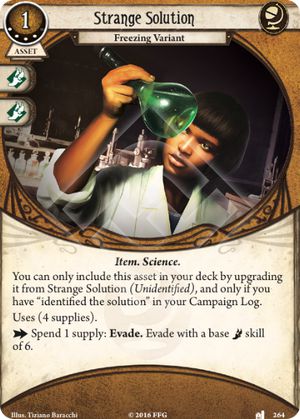 1
Strange Solution
ASSET
Freezing Variant
Item. Science.
You can only include this asset in your deck by upgrading
it from Strange Solution (Unidentified), and only if you
have “identified the solution” in your Campaign Log.
Uses (4 supplies).
Spend 1 supply: Evade. Evade with a base skill
of 6.
Illus. Tiziano Baracchi
© 2016 FFG
264